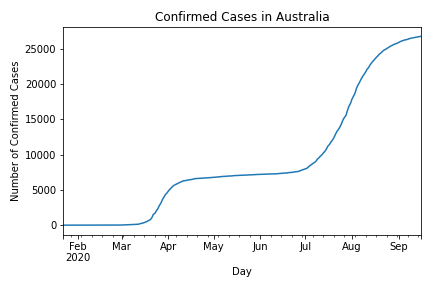 Confirmed Cases in Australia
Number of Confirmed Cases
25000
20000
15000
10000
5000
0
Feb Mar Apr May Jun Jul Aug Sep
2020
Day